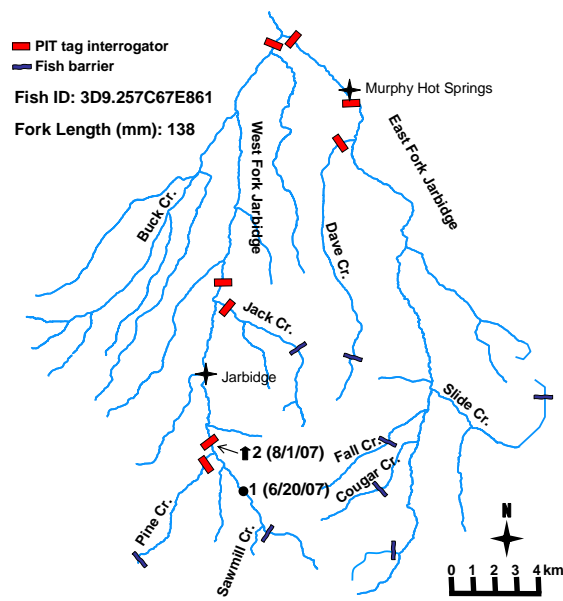 PIT tag interrogator
Fish barrier
Fish ID: 3D9.257C67E861
Fork Length (mm): 138
Murphy Hot Springs
West Fork Jarbidge
East Fork Jarbidge
Buck Cr.
Dave Cr.
Jack Cr.
Jarbidge
Slide Cr.
Fall Cr.
Cougar Cr.
2 (8/1/07)
1 (6/20/07)
Pine Cr.
Sawmill Cr.
N
0 1 2 3 4 km